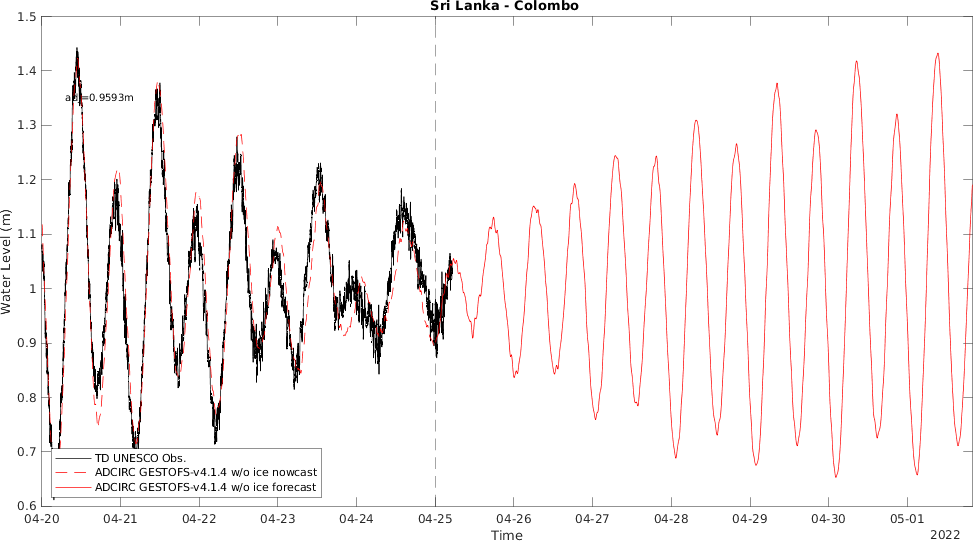 Sri Lanka - Colombo
1.5
1.4
1.3
1.2
1.1
1
0.9
0.8
0.7
0.6
Water Level (m)
=0.9593m
TD UNESCO Obs.
ADCIRC GESTOFS-v4.1.4 w/o ice nowcast
ADCIRC GESTOFS-v4.1.4 w/o ice forecast
04-20 04-21 04-22 04-23 04-24 04-25 04-26 04-27 04-28 04-29 04-30 05-01
Time
2022